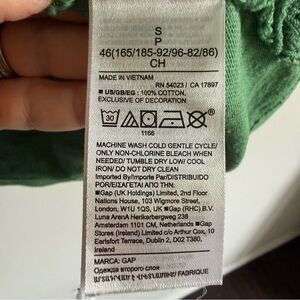 S
P
46(165/185-92/96-82/86)
CH
MADE IN VIETNAM
RN 54023 / CA 17897
■ US/GB/EG : 100% COTTON,
EXCLUSIVE OF DECORATION
1166
MACHINE WASH COLD GENTLE CYCLE/
ONLY NON-CHLORINE BLEACH WHEN
NEEDED/ TUMBLE DRY LOW/ COOL
IRON/ DO NOT DRY CLEAN
Imported By/Importé Par/DISTRIBUIDO
POR/ΕΙΣΑΓΕΤΑΙ ΑΠΟ ΤΗΝ:
■Gap (UK Holdings) Limited, 2nd Floor
Nations House, 103 Wigmore Street,
London, W1U 1QS, UK ■Gap (RHC) B.V.
Luna ArenA Herikerbergweg 238
Amsterdam 1101 CM, Netherlands ■Gap
Stores (Ireland) Limited c/o Arthur Cox, 10
Earlsfort Terrace, Dublin 2, D02 T380,
Ireland
МАРКА: GAP
Одежда второго слоя
FABRIQUE